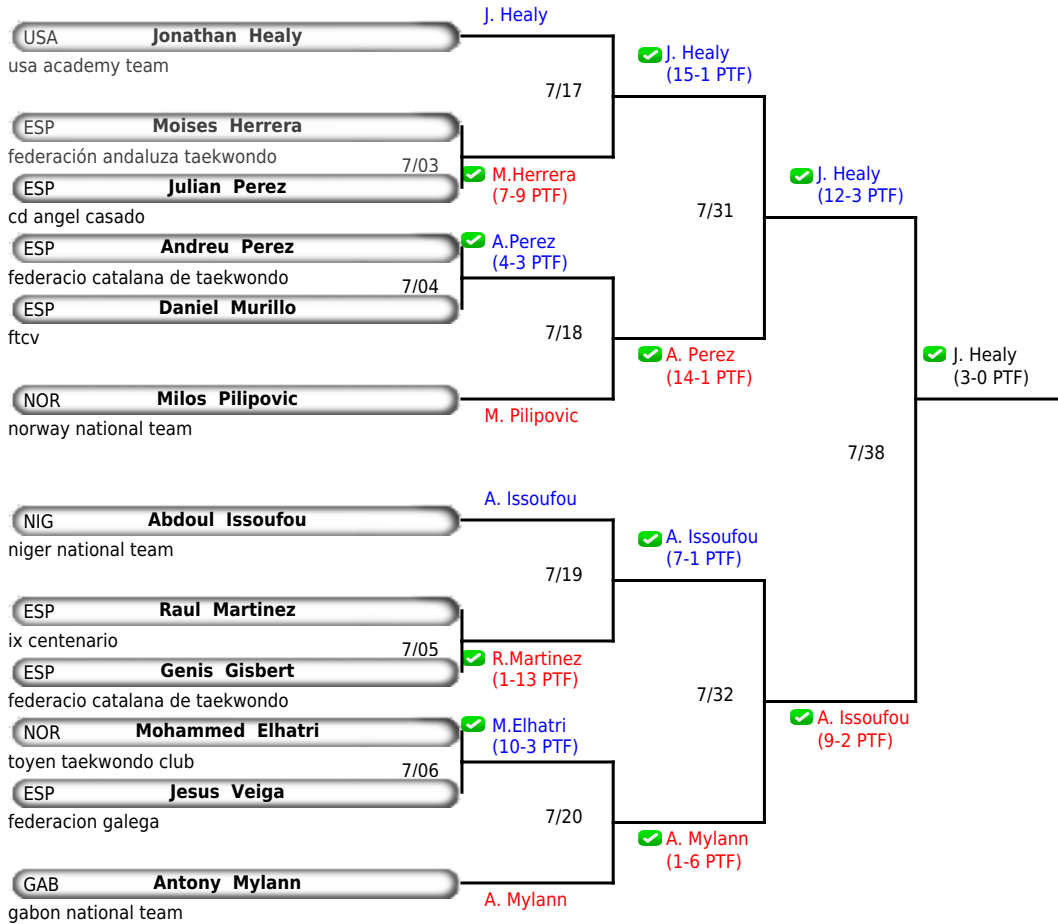 J. Healy
USA Jonathan Healy
usa academy team
J. Healy
(15-1 PTF)
7/17
ESP Moises Herrera
federación andaluza taekwondo
7/03
M.Herrera
(7-9 PTF)
ESP Julian Perez
cd angel casado
J. Healy
(12-3 PTF)
7/31
ESP Andreu Perez
federacio catalana de taekwondo
A.Perez
(4-3 PTF)
7/04
ESP Daniel Murillo
ftcv
7/18
A. Perez
(14-1 PTF)
J. Healy
(3-0 PTF)
NOR Milos Pilipovic
norway national team
M. Pilipovic
7/38
A. Issoufou
NIG Abdoul Issoufou
niger national team
A. Issoufou
(7-1 PTF)
7/19
ESP Raul Martinez
ix centenario
7/05
R.Martinez
(1-13 PTF)
ESP Genis Gisbert
federacio catalana de taekwondo
7/32
A. Issoufou
(9-2 PTF)
NOR Mohammed Elhatri
toyen taekwondo club
M.Elhatri
(10-3 PTF)
7/06
ESP Jesus Veiga
federacion galega
7/20
A. Mylann
(1-6 PTF)
GAB Antony Mylann
gabon national team
A. Mylann